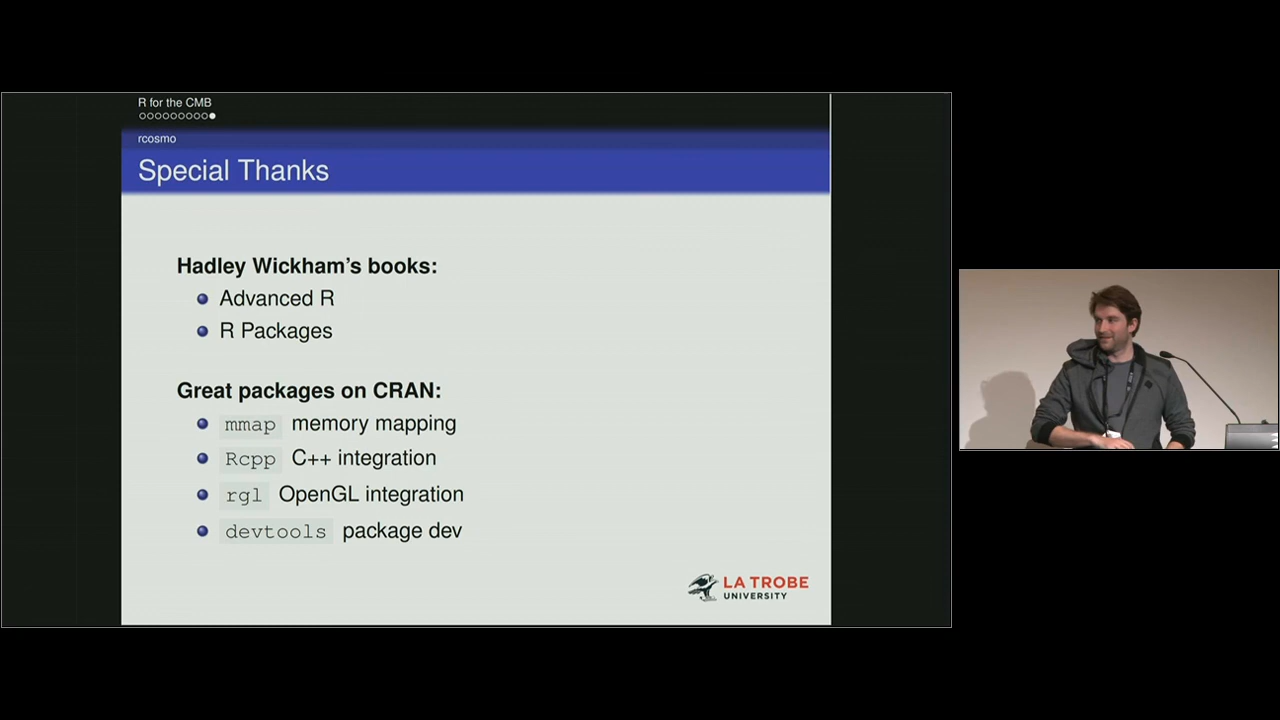 R for the CMB
rcosmo
Special Thanks
Hadley Wickham's books:
Advanced R
R Packages
Great packages on CRAN:
mmap memory mapping
Rcpp C++ integration
rgl OpenGL integration
devtools package dev
LA TROBE
UNIVERSITY